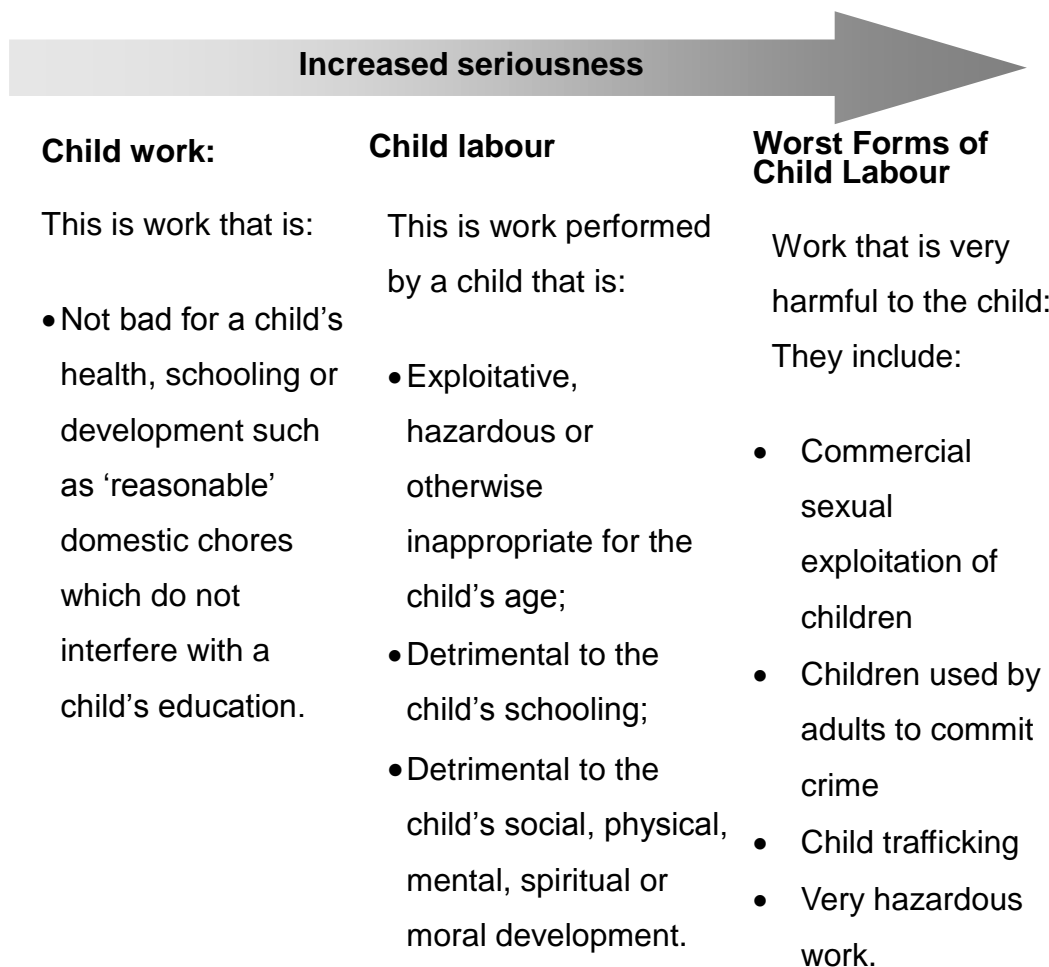 Increased seriousness
Child work:
This is work that is:
•Not bad for a child’s
health, schooling or
development such
as ‘reasonable’
domestic chores
which do not
interfere with a
child’s education.
Child labour
This is work performed
by a child that is:
•Exploitative,
hazardous or
otherwise
inappropriate for the
child’s age;
•Detrimental to the
child’s schooling;
•Detrimental to the
child’s social, physical,
mental, spiritual or
moral development.
Worst Forms of
Child Labour
Work that is very
harmful to the child:
They include:
• Commercial
sexual
exploitation of
children
• Children used by
adults to commit
crime
• Child trafficking
• Very hazardous
work.